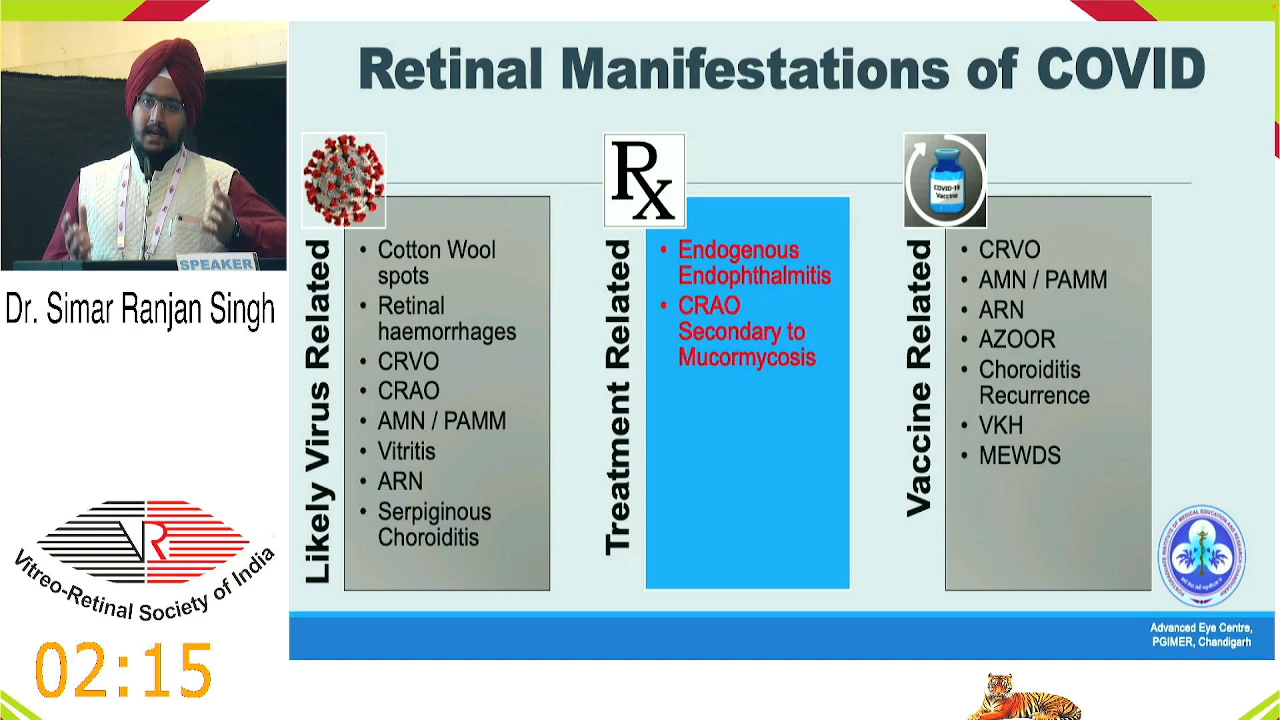 Retinal Manifestations of COVID
SPEAKER
Dr. Simar Ranjan Singh
Likely Virus Related
• Cotton Wool
spots
• Retinal
haemorrhages
• CRVO
• CRAO
• AMN / PAMM
• Vitritis
• ARN
• Serpiginous
Choroiditis
Rx
Treatment Related
• Endogenous
Endophthalmitis
• CRAO
Secondary to
Mucormycosis
COVID-19
Vaccine
Vaccine Related
• CRVO
• AMN / PAMM
• ARN
• AZOOR
• Choroiditis
Recurrence
• VKH
• MEWDS
VR
Vitreo-Retinal Society of India
02:15
Advanced Eye Centre,
PGIMER, Chandigarh